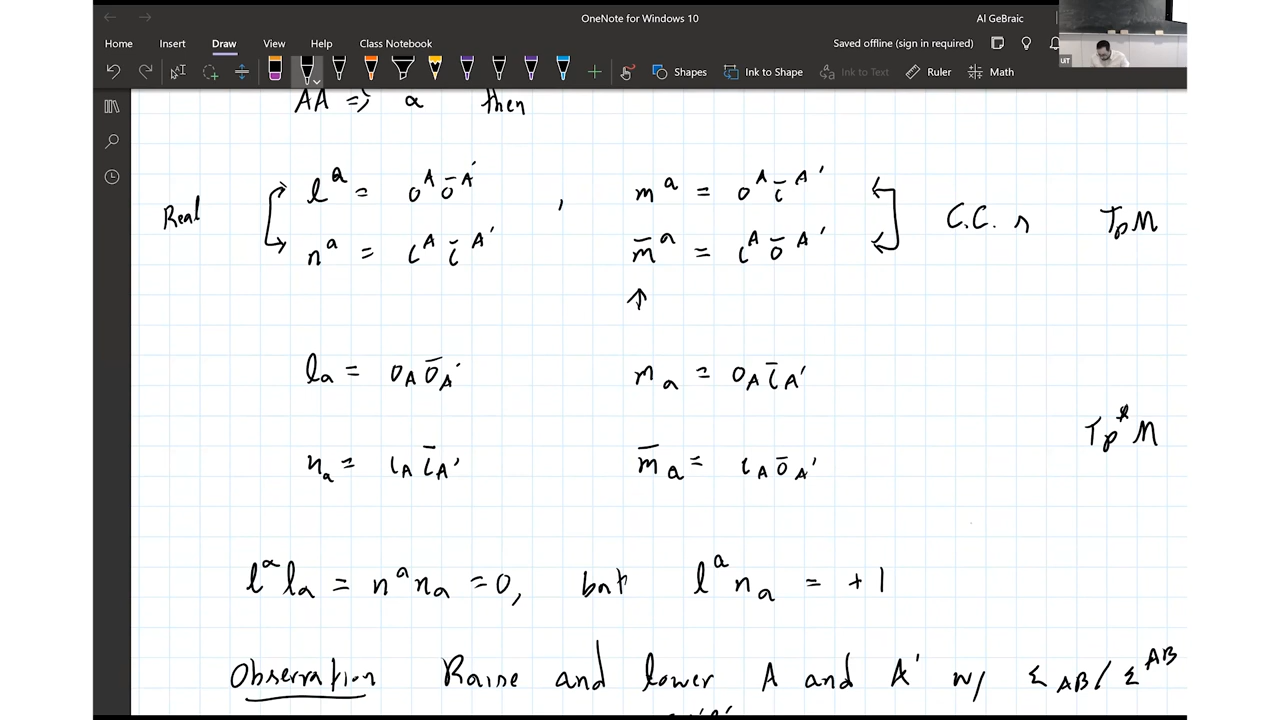 OneNote for Windows 10
Al GeBraic
Home Insert Draw View Help Class Notebook
Saved offline (sign in required)
Shapes Ink to Shape Ink to Text Ruler Math
UiT
AA => a then
Real l^a = o^A ō^A' , m^a = o^A ῑ^A' C.C. T_pM
n^a = ι^A ῑ^A' m̄^a = ι^A ō^A'
↑
l_a = o_A ō_A' m_a = o_A ῑ_A'
T_p^*M
n_a = ι_A ῑ_A' m̄_a = ι_A ō_A'
l^a l_a = n^a n_a = 0, but l^a n_a = +1
Observation Raise and lower A and A' w/ Σ_AB / Σ^AB